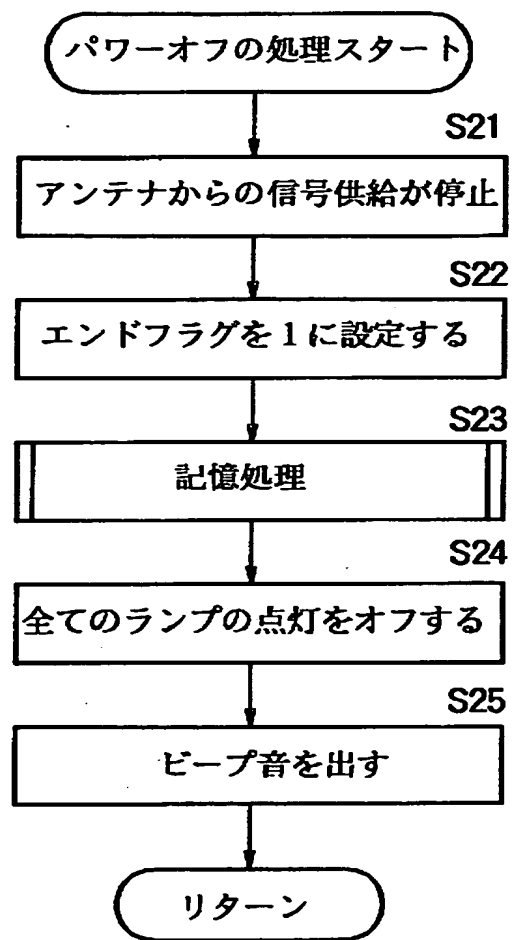 パワーオフの処理スタート
S21
アンテナからの信号供給が停止
S22
エンドフラグを1に設定する
S23
記憶処理
S24
全てのランプの点灯をオフする
S25
ビープ音を出す
リターン